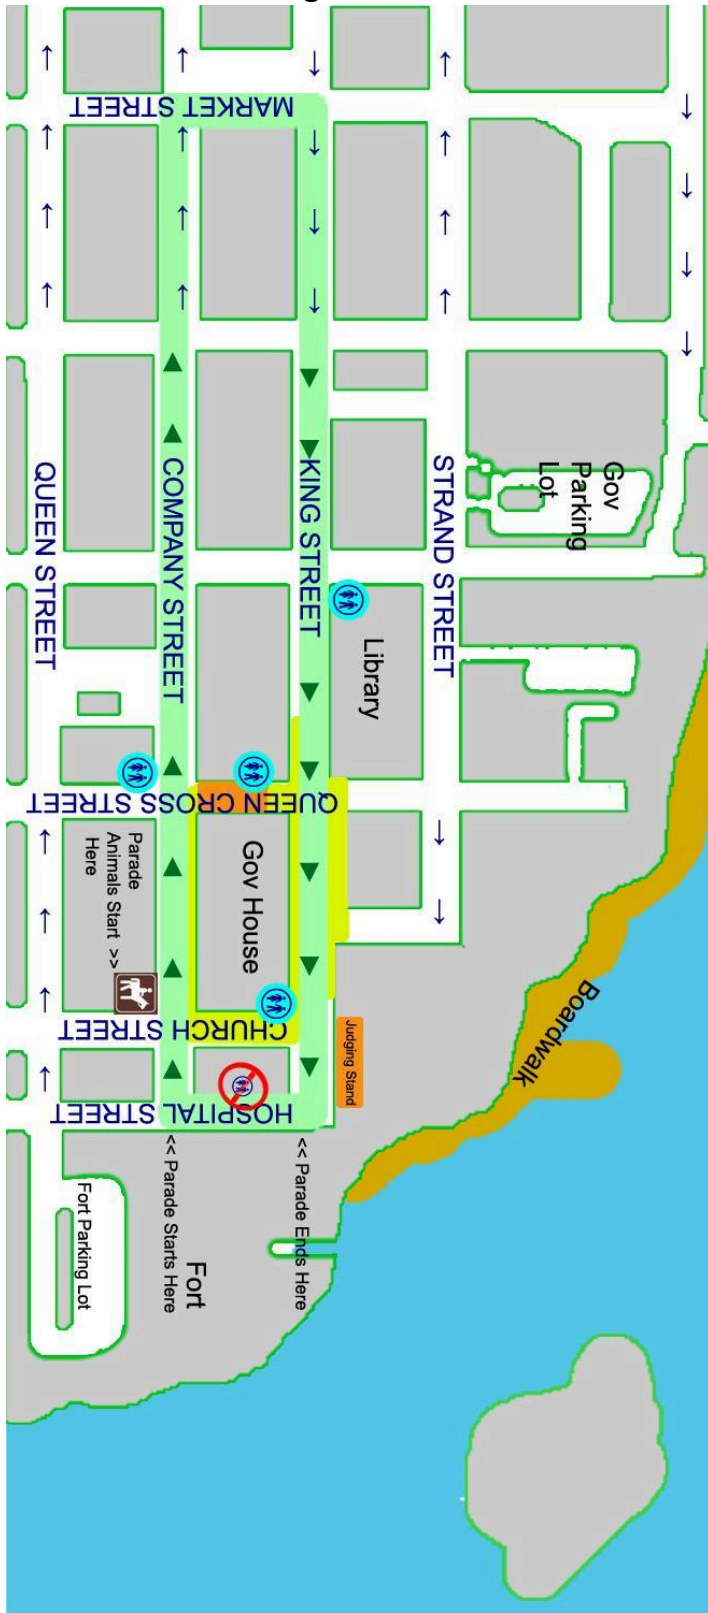 MARKET STREET
QUEEN STREET
COMPANY STREET
KING STREET
STRAND STREET
Gov
Parking
Lot
Library
QUEEN CROSS STREET
Parade
Animals Start >>
Here
Gov House
CHURCH STREET
Judging Stand
Boardwalk
HOSPITAL STREET
<< Parade Starts Here
<< Parade Ends Here
Fort Parking Lot
Fort